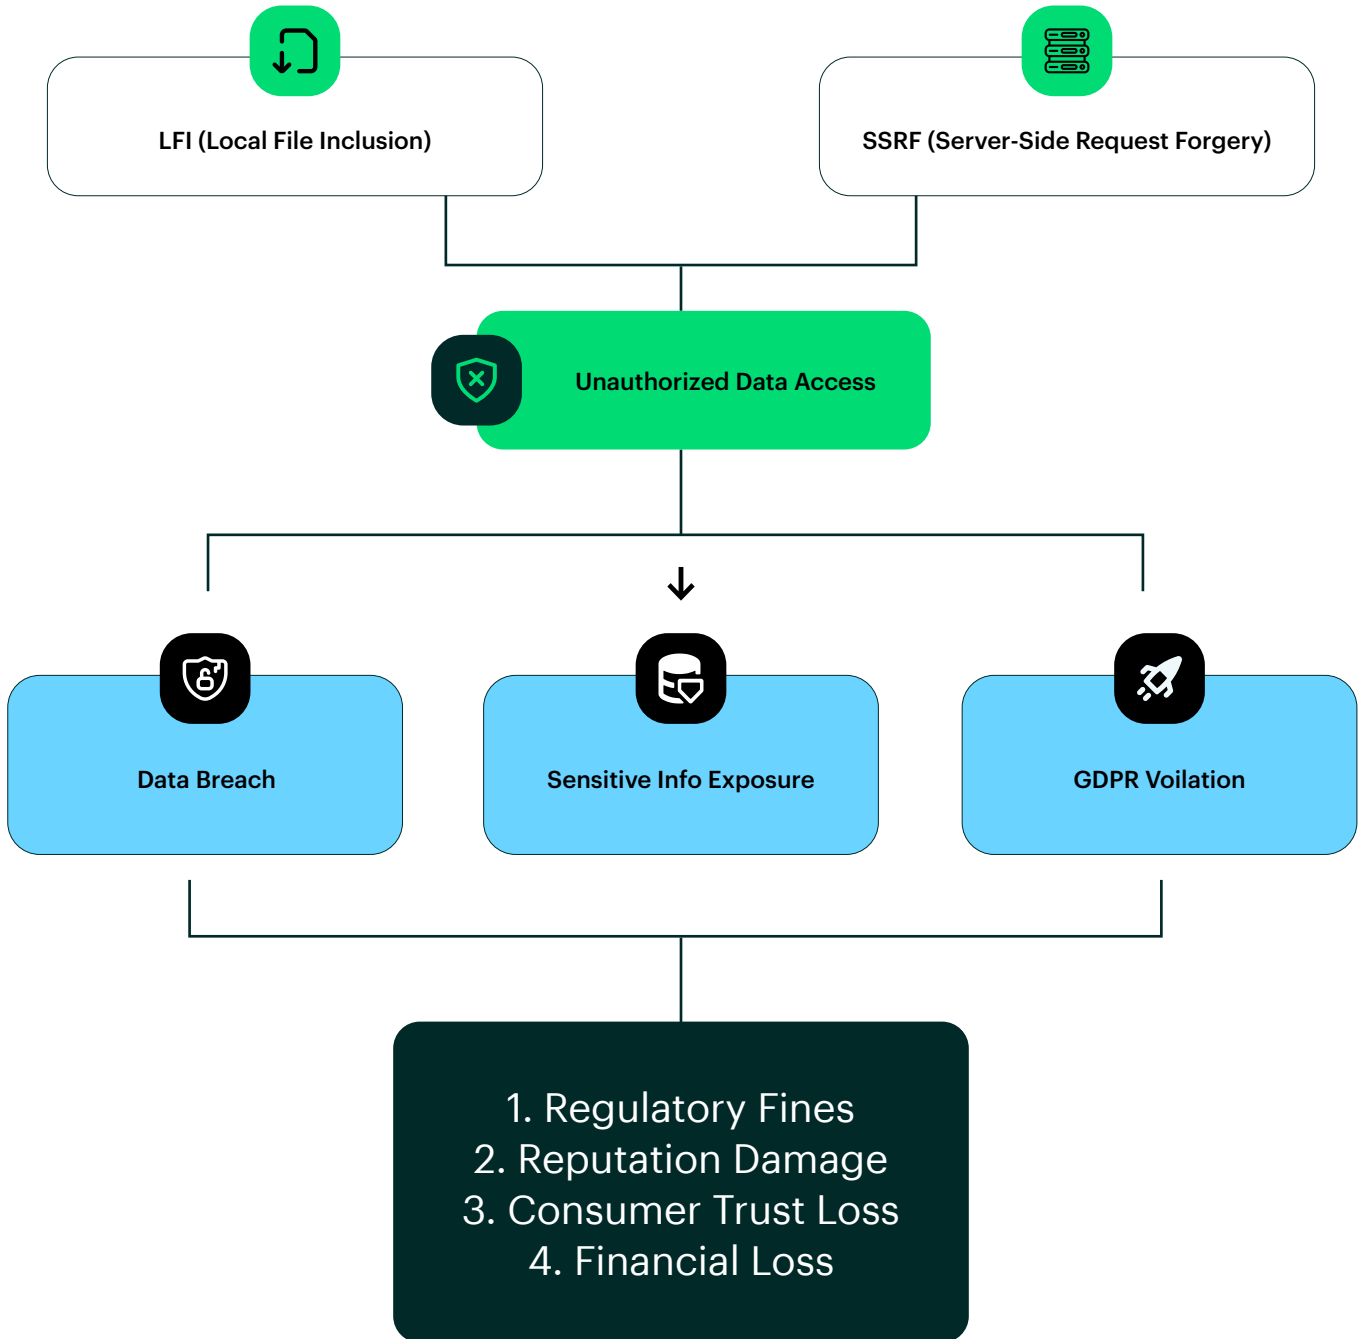 LFI (Local File Inclusion)
SSRF (Server-Side Request Forgery)
Unauthorized Data Access
Data Breach
Sensitive Info Exposure
GDPR Voilation
1. Regulatory Fines
2. Reputation Damage
3. Consumer Trust Loss
4. Financial Loss